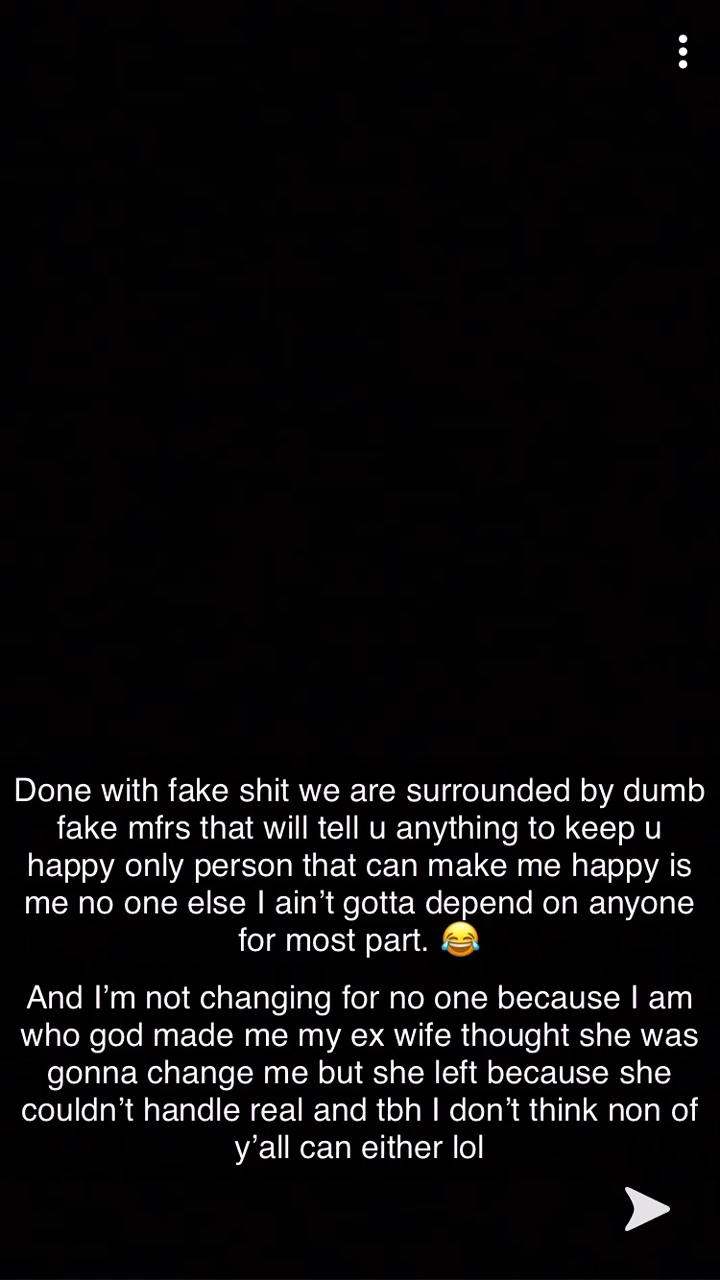 Done with fake shit we are surrounded by dumb
fake mfrs that will tell u anything to keep u
happy only person that can make me happy is
me no one else I ain’t gotta depend on anyone
for most part. 😂
And I’m not changing for no one because I am
who god made me my ex wife thought she was
gonna change me but she left because she
couldn’t handle real and tbh I don’t think non of
y’all can either lol